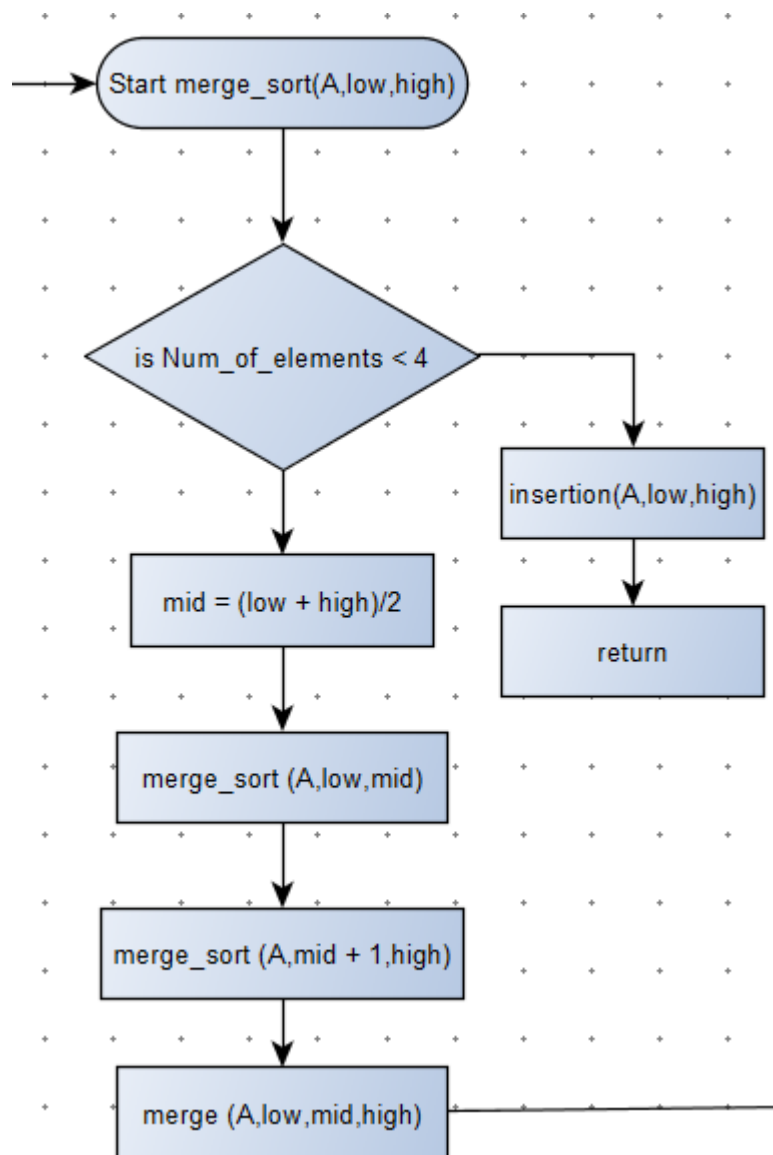 Start merge_sort(A,low,high)
is Num_of_elements < 4
insertion(A,low,high)
return
mid = (low + high)/2
merge_sort (A,low,mid)
merge_sort (A,mid + 1,high)
merge (A,low,mid,high)